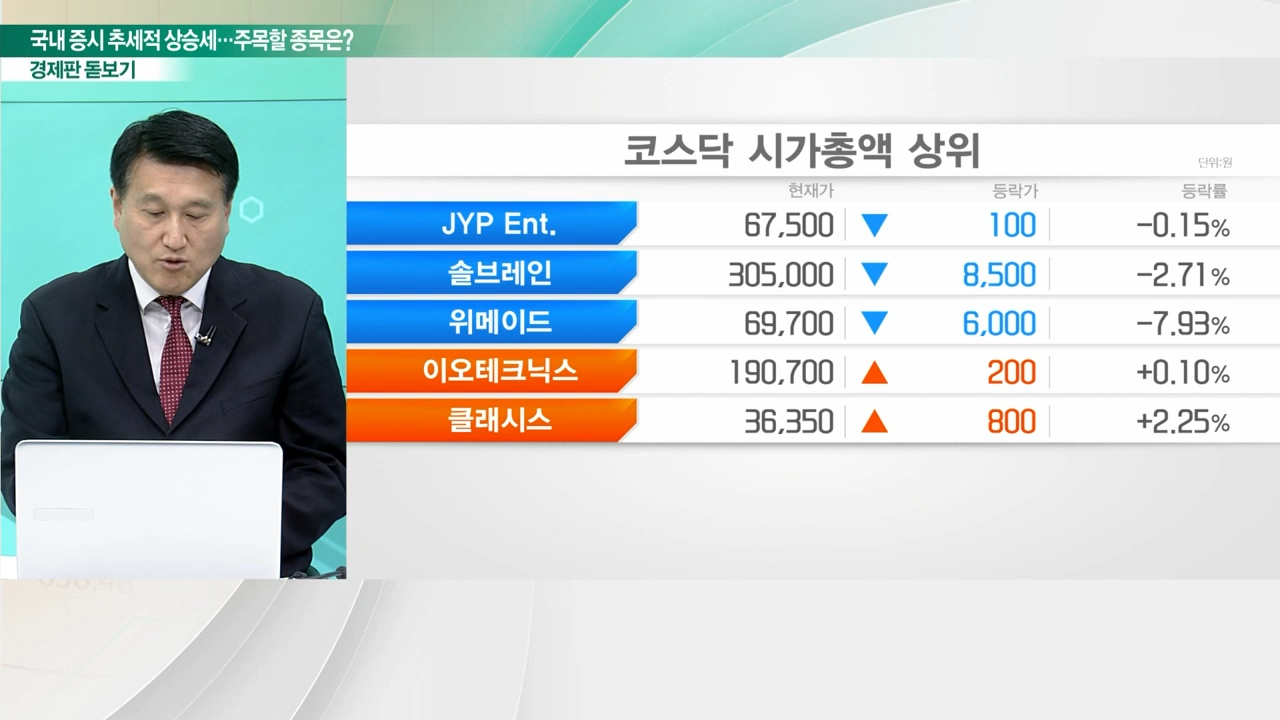 국내 증시 추세적 상승세…주목할 종목은?
경제판 돋보기
코스닥 시가총액 상위
단위:원
현재가 등락가 등락률
JYP Ent. 67,500 ▼ 100 -0.15%
솔브레인 305,000 ▼ 8,500 -2.71%
위메이드 69,700 ▼ 6,000 -7.93%
이오테크닉스 190,700 ▲ 200 +0.10%
클래시스 36,350 ▲ 800 +2.25%